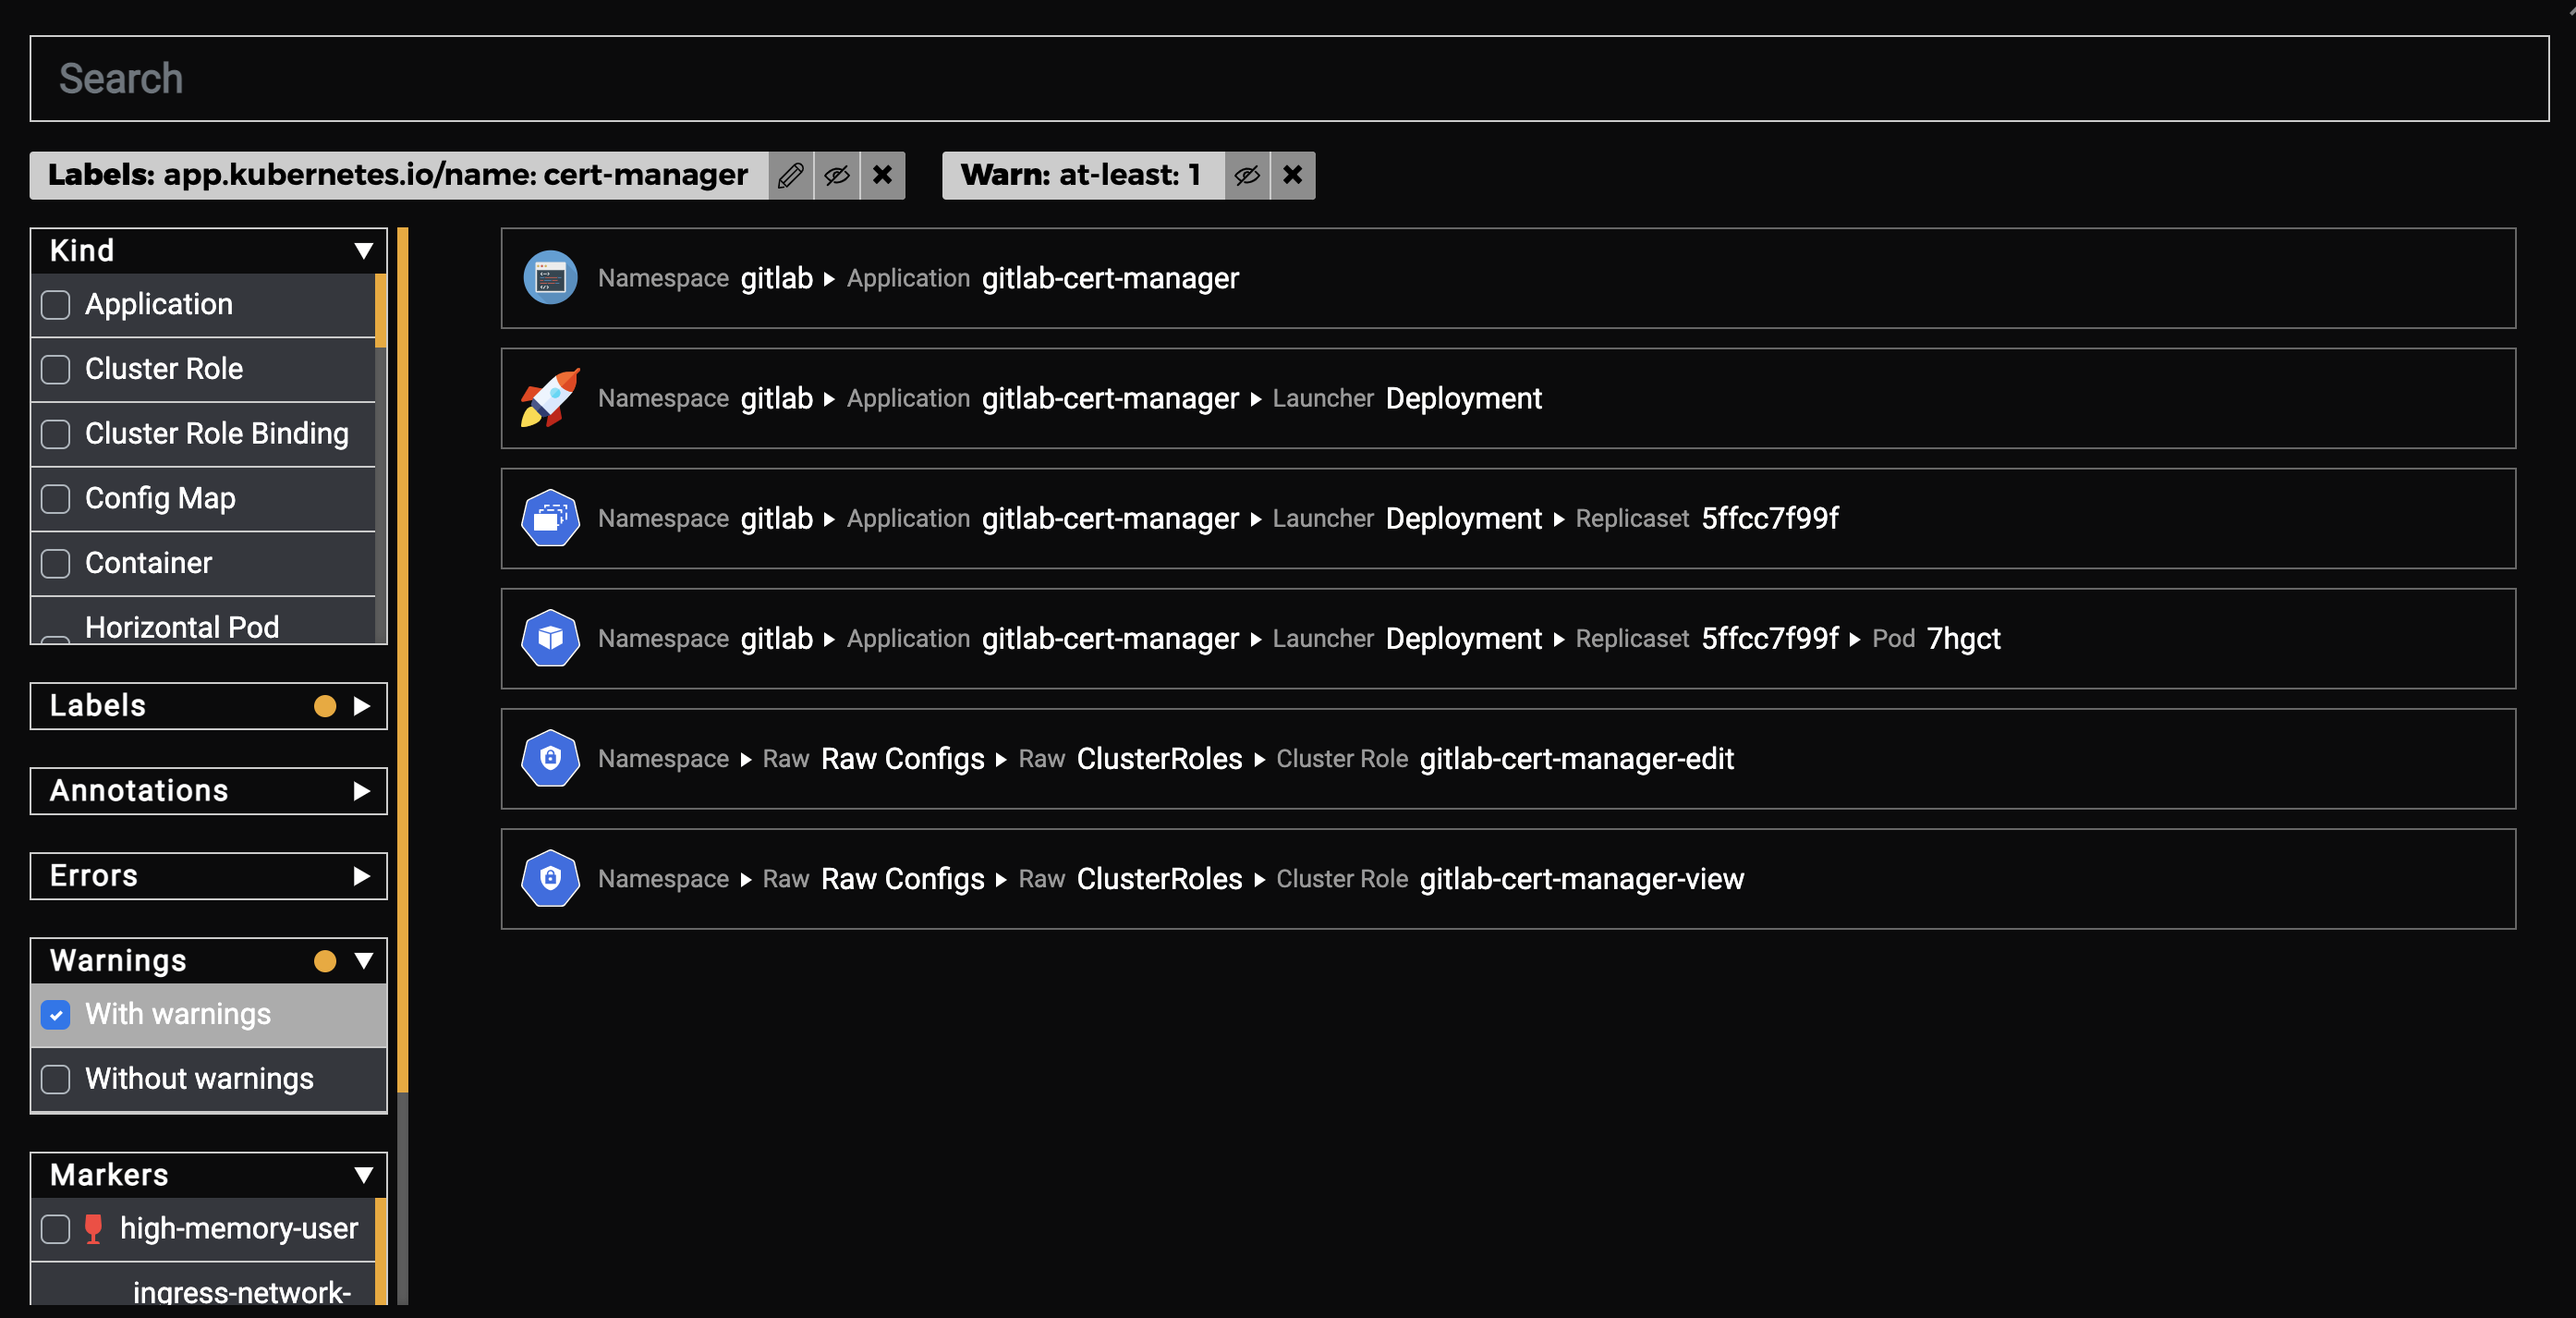 Search
Labels: app.kubernetes.io/name: cert-manager
Warn: at-least: 1
Kind
Application
Cluster Role
Cluster Role Binding
Config Map
Container
Horizontal Pod
Labels
Annotations
Errors
Warnings
With warnings
Without warnings
Markers
high-memory-user
ingress-network-
Namespace gitlab Application gitlab-cert-manager
Namespace gitlab Application gitlab-cert-manager Launcher Deployment
Namespace gitlab Application gitlab-cert-manager Launcher Deployment Replicaset 5ffcc7f99f
Namespace gitlab Application gitlab-cert-manager Launcher Deployment Replicaset 5ffcc7f99f Pod 7hgct
Namespace Raw Raw Configs Raw ClusterRoles Cluster Role gitlab-cert-manager-edit
Namespace Raw Raw Configs Raw ClusterRoles Cluster Role gitlab-cert-manager-view